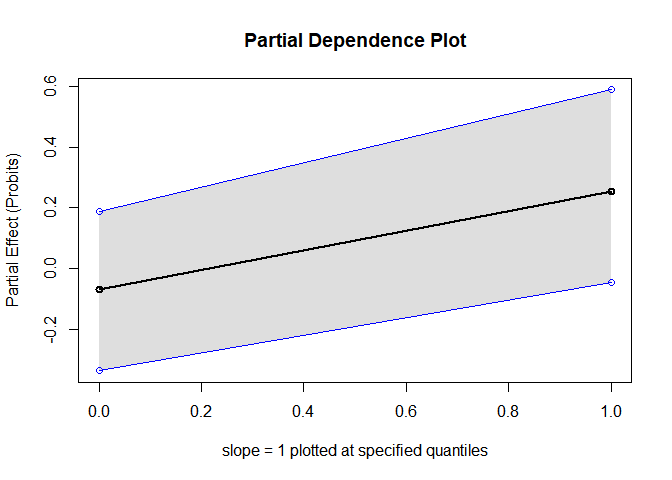 Partial Dependence Plot
Partial Effect (Probits)
0.6
0.4
0.2
0.0
-0.2
0.0 0.2 0.4 0.6 0.8 1.0
slope = 1 plotted at specified quantiles